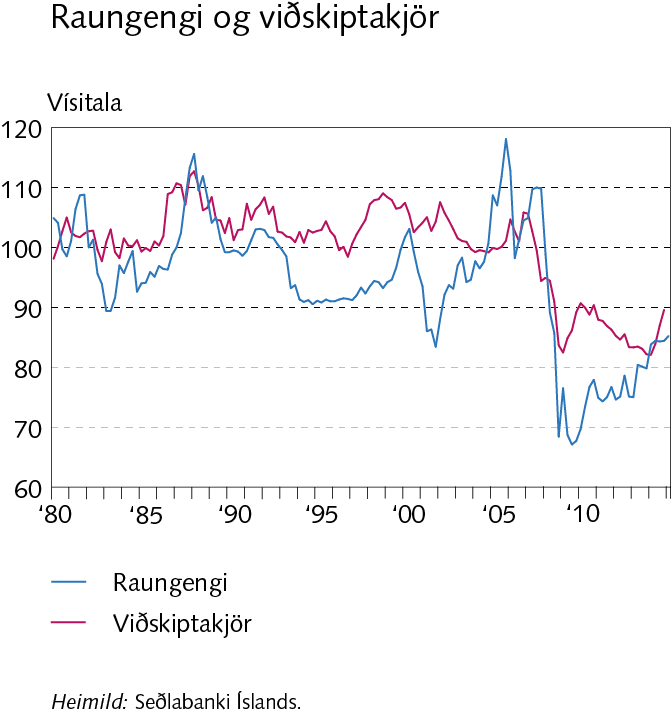 Raungengi og viðskiptakjör
Vísitala
120
110
100
90
80
70
60
‘80 ‘85 ‘90 ‘95 ‘00 ‘05 ‘10
Raungengi
Viðskiptakjör
Heimild: Seðlabanki Íslands.